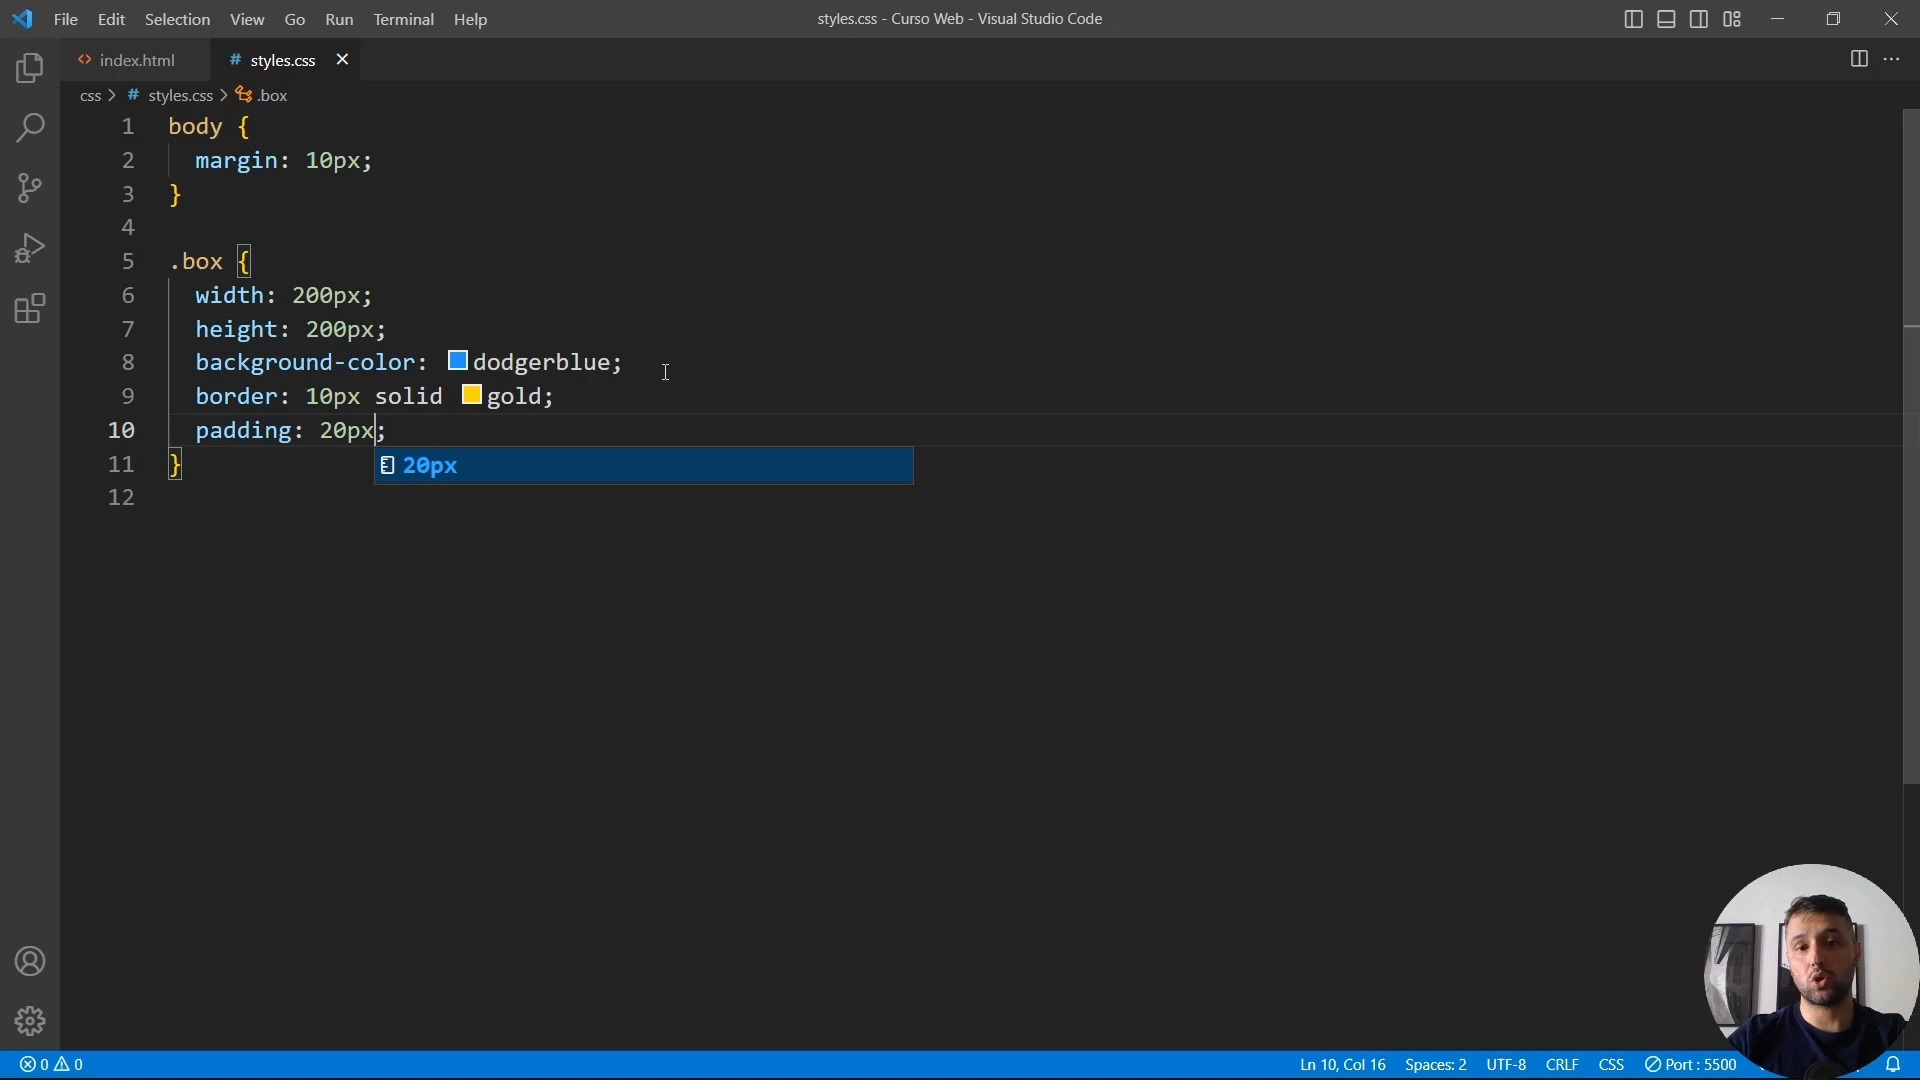 File Edit Selection View Go Run Terminal Help
styles.css - Curso Web - Visual Studio Code
index.html
# styles.css
css > # styles.css > .box
1 body {
2 margin: 10px;
3 }
4
5 .box {
6 width: 200px;
7 height: 200px;
8 background-color: dodgerblue;
9 border: 10px solid gold;
10 padding: 20px;
11 }
20px
12
0 0
Ln 10, Col 16 Spaces: 2 UTF-8 CRLF CSS Port : 5500